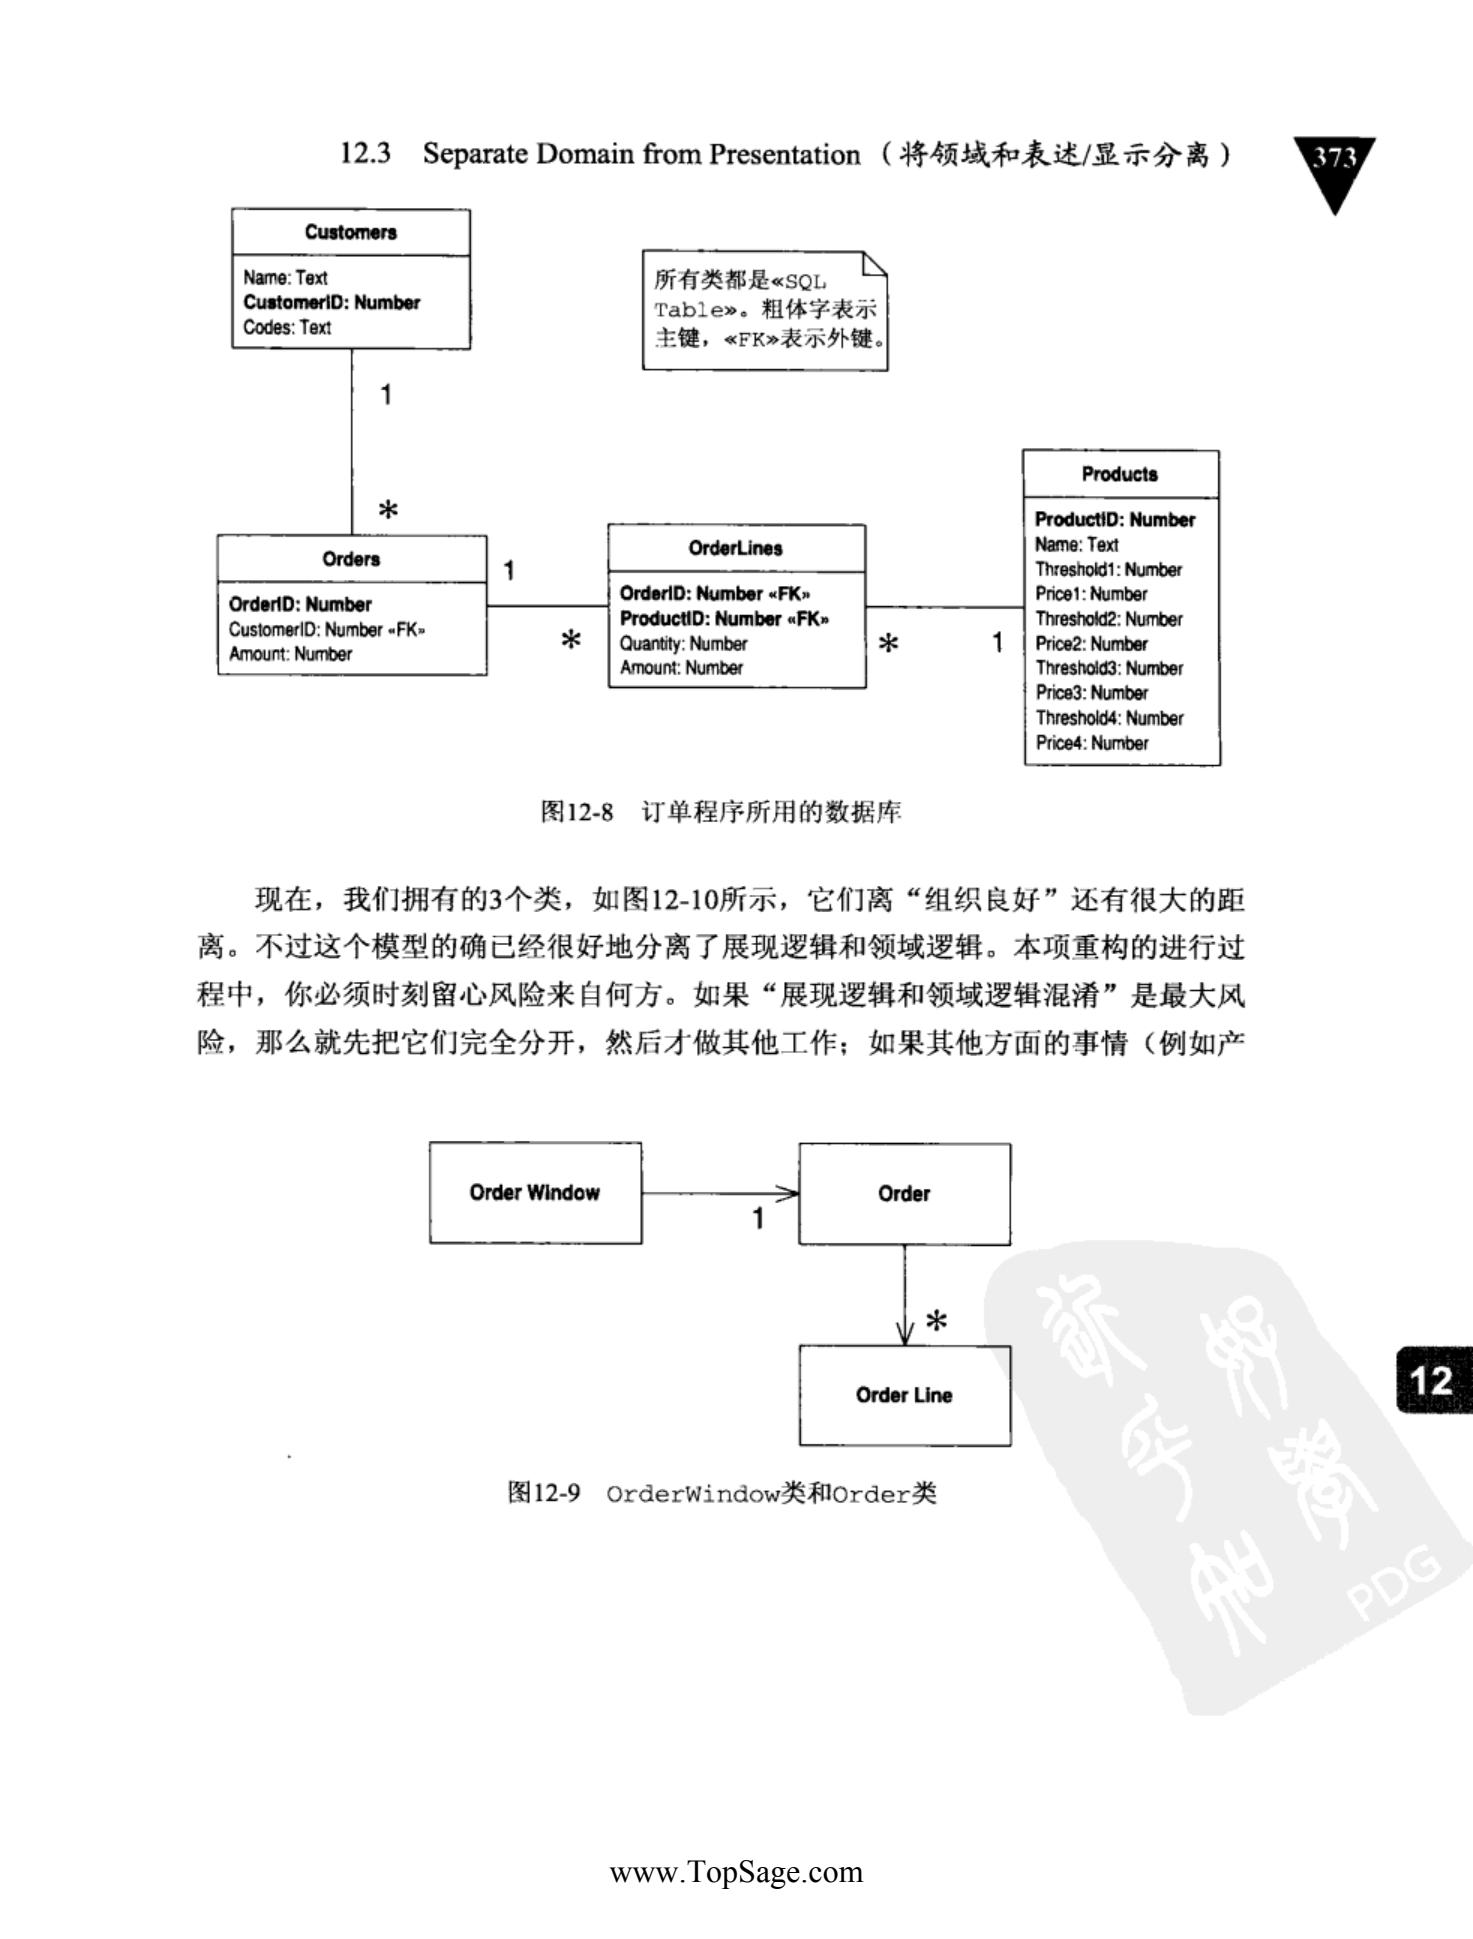 12.3 Separate Domain from Presentation （将领域和表述/显示分离）
373
Customers
Name: Text
CustomerID: Number
Codes: Text
所有类都是«SQL
Table»。粗体字表示
主键，«FK»表示外键。
1
*
Orders
OrderID: Number
CustomerID: Number «FK»
Amount: Number
1
*
OrderLines
OrderID: Number «FK»
ProductID: Number «FK»
Quantity: Number
Amount: Number
*
1
Products
ProductID: Number
Name: Text
Threshold1: Number
Price1: Number
Threshold2: Number
Price2: Number
Threshold3: Number
Price3: Number
Threshold4: Number
Price4: Number
图12-8 订单程序所用的数据库
现在，我们拥有的3个类，如图12-10所示，它们离“组织良好”还有很大的距
离。不过这个模型的确已经很好地分离了展现逻辑和领域逻辑。本项重构的进行过
程中，你必须时刻留心风险来自何方。如果“展现逻辑和领域逻辑混淆”是最大风
险，那么就先把它们完全分开，然后才做其他工作；如果其他方面的事情（例如产
Order Window
1
Order
*
Order Line
12
图12-9 OrderWindow类和Order类
PDG
www.TopSage.com